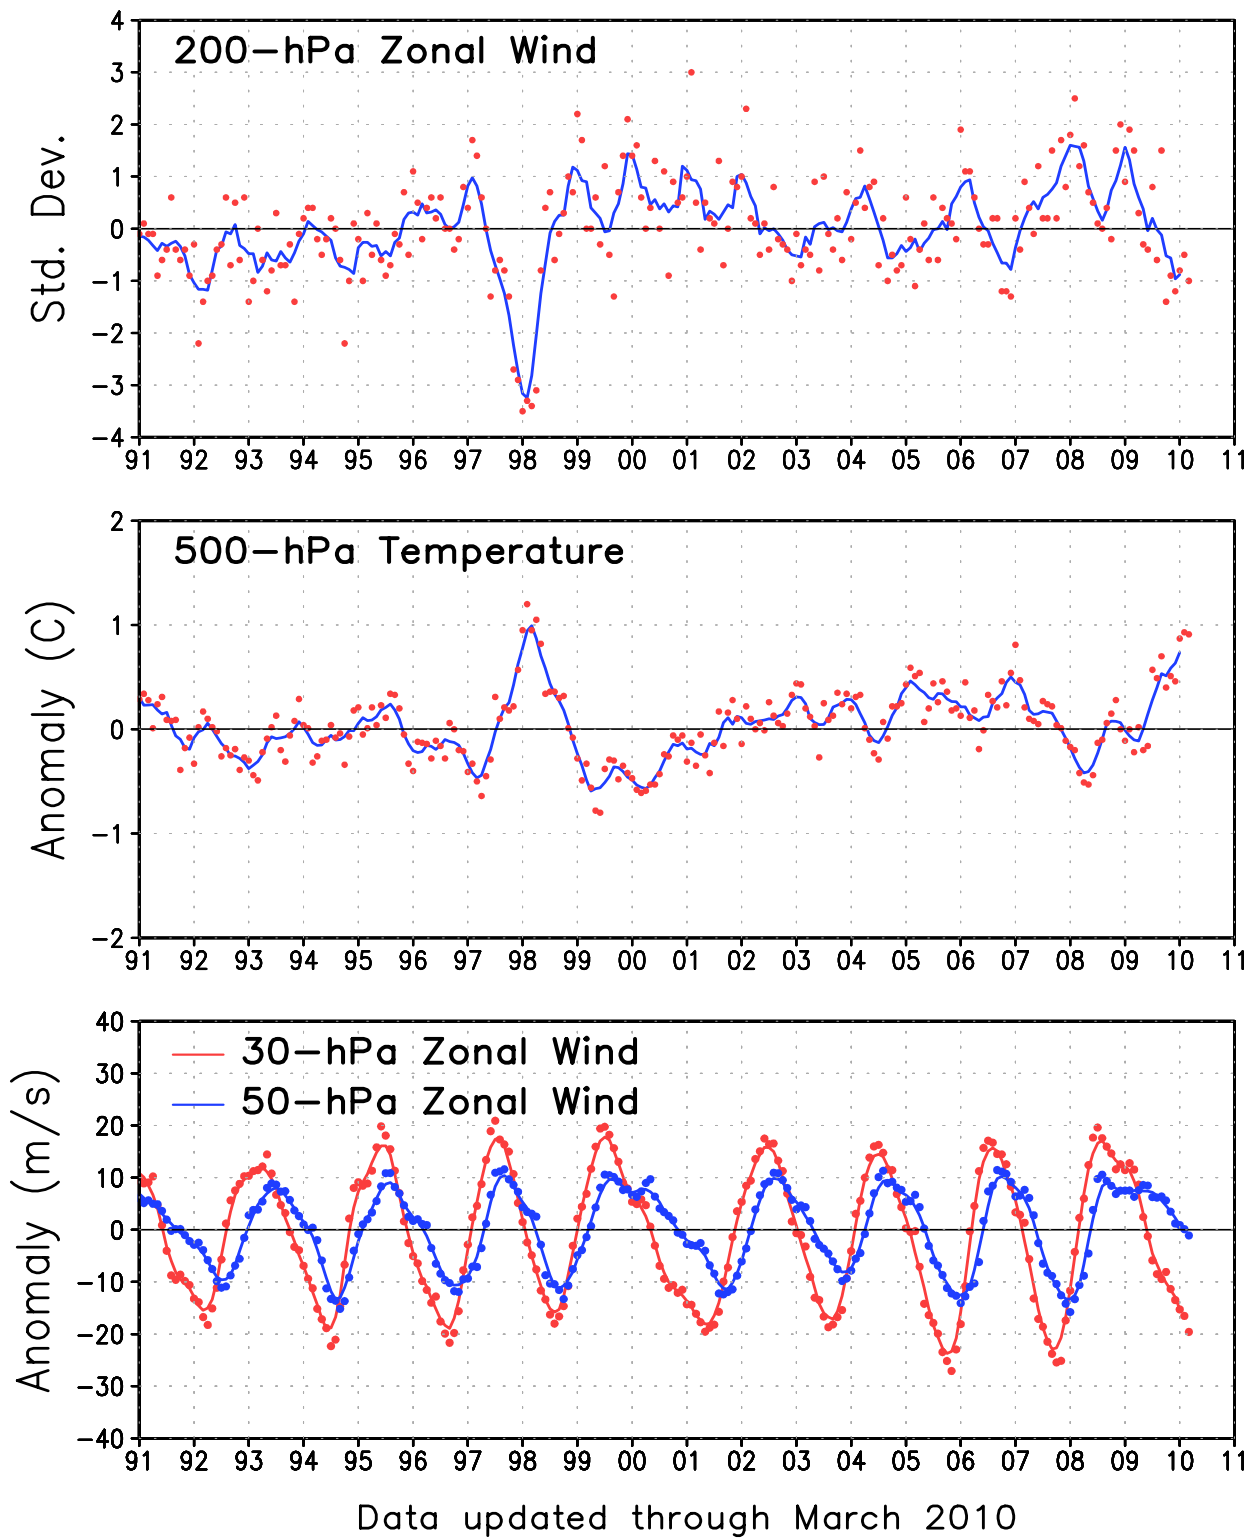 4
3
2
1
0
−1
−2
−3
−4
Std. Dev.
200−hPa Zonal Wind
91 92 93 94 95 96 97 98 99 00 01 02 03 04 05 06 07 08 09 10 11
2
1
0
−1
−2
Anomaly (C)
500−hPa Temperature
91 92 93 94 95 96 97 98 99 00 01 02 03 04 05 06 07 08 09 10 11
40
30
20
10
0
−10
−20
−30
−40
Anomaly (m/s)
30−hPa Zonal Wind
50−hPa Zonal Wind
91 92 93 94 95 96 97 98 99 00 01 02 03 04 05 06 07 08 09 10 11
Data updated through March 2010